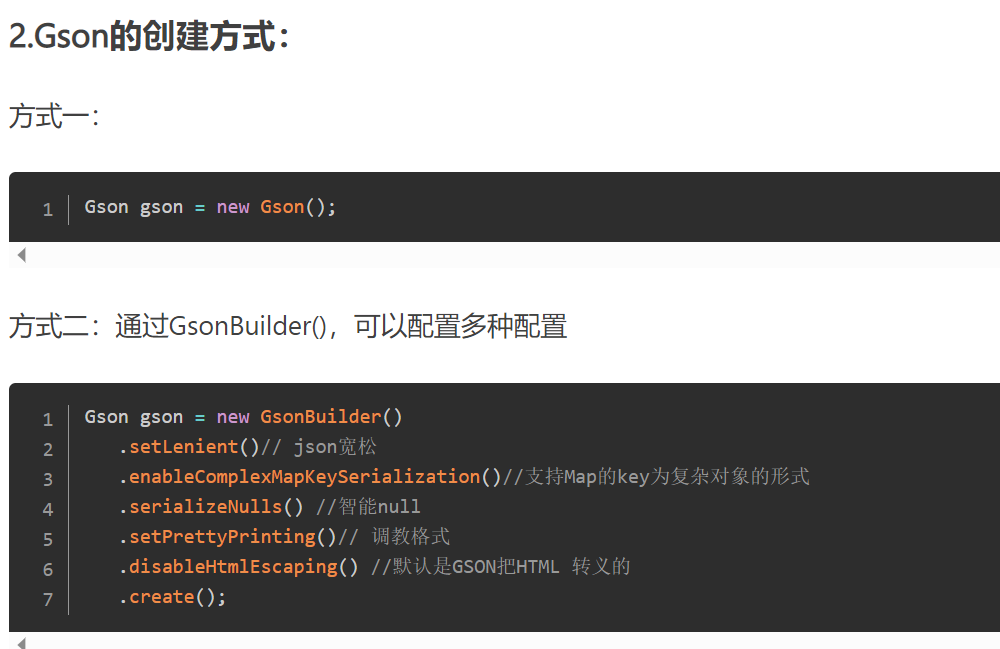 2.Gson的创建方式：
方式一：
1 Gson gson = new Gson();
方式二：通过GsonBuilder()，可以配置多种配置
1 Gson gson = new GsonBuilder()
2 .setLenient()// json宽松
3 .enableComplexMapKeySerialization()//支持Map的key为复杂对象的形式
4 .serializeNulls() //智能null
5 .setPrettyPrinting()// 调教格式
6 .disableHtmlEscaping() //默认是GSON把HTML 转义的
7 .create();